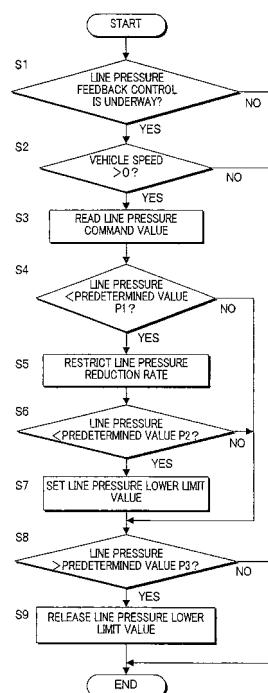 START
S1
LINE PRESSURE
FEEDBACK CONTROL
IS UNDERWAY?
NO
YES
S2
VEHICLE SPEED
>0?
NO
YES
S3
READ LINE PRESSURE
COMMAND VALUE
S4
LINE PRESSURE
<PREDETERMINED VALUE
P1?
NO
YES
S5
RESTRICT LINE PRESSURE
REDUCTION RATE
S6
LINE PRESSURE
<PREDETERMINED VALUE P2?
NO
YES
S7
SET LINE PRESSURE LOWER LIMIT
VALUE
S8
LINE PRESSURE
>PREDETERMINED VALUE P3?
NO
YES
S9
RELEASE LINE PRESSURE LOWER
LIMIT VALUE
END